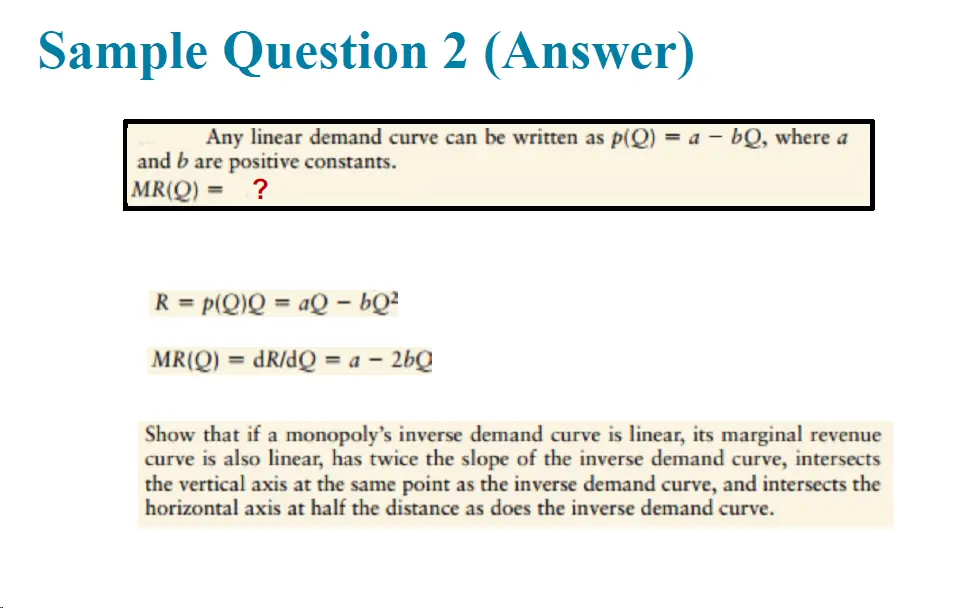 Sample Question 2 (Answer)
Any linear demand curve can be written as p(Q) = a − bQ, where a
and b are positive constants.
MR(Q) = ?
R = p(Q)Q = aQ − bQ²
MR(Q) = dR/dQ = a − 2bQ
Show that if a monopoly's inverse demand curve is linear, its marginal revenue
curve is also linear, has twice the slope of the inverse demand curve, intersects
the vertical axis at the same point as the inverse demand curve, and intersects the
horizontal axis at half the distance as does the inverse demand curve.